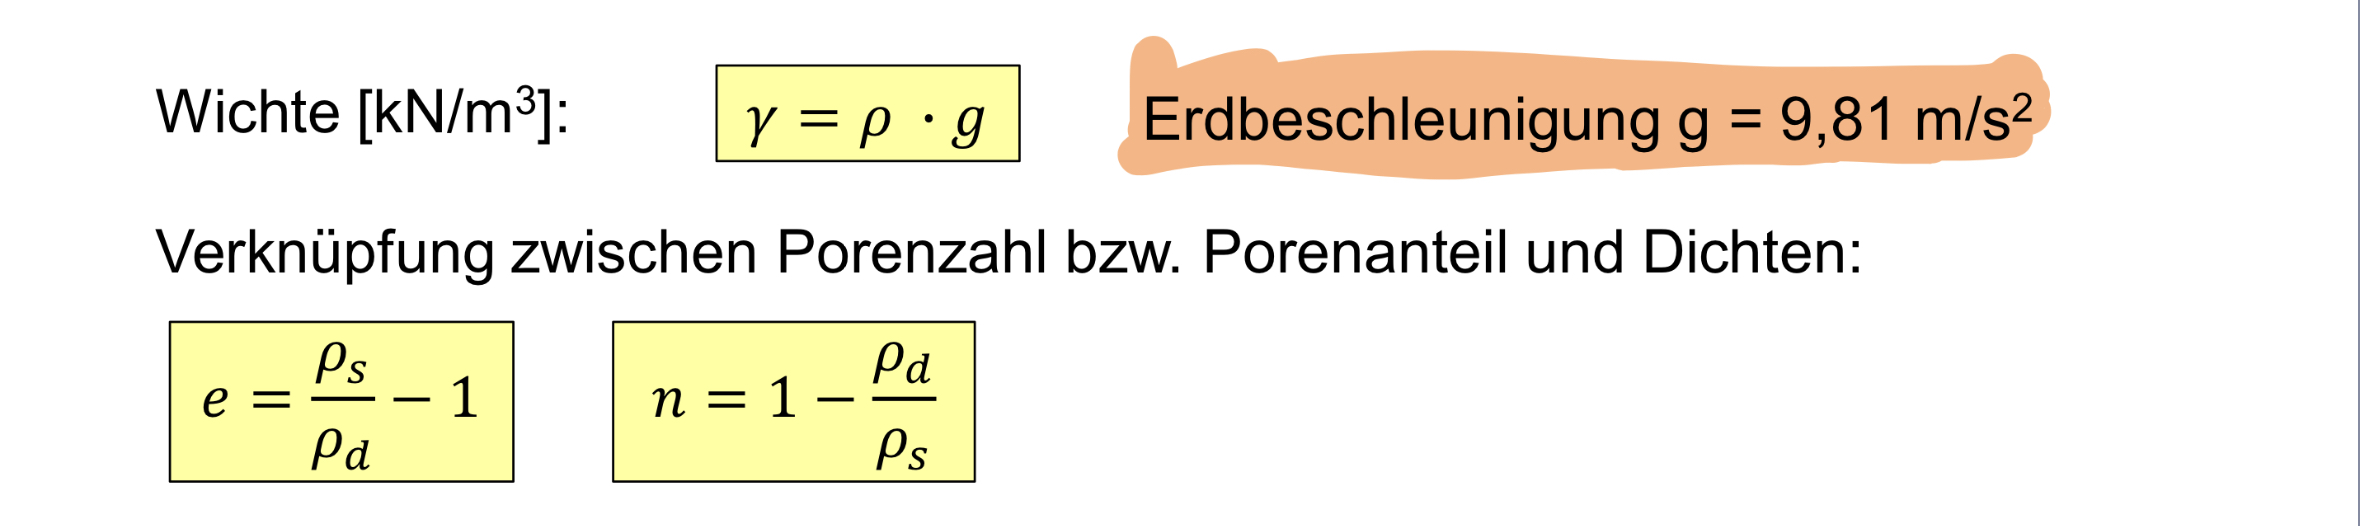 Wichte [kN/m³]: γ = ρ · g Erdbeschleunigung g = 9,81 m/s²
Verknüpfung zwischen Porenzahl bzw. Porenanteil und Dichten:
e = ρs/ρd − 1 n = 1 − ρd/ρs